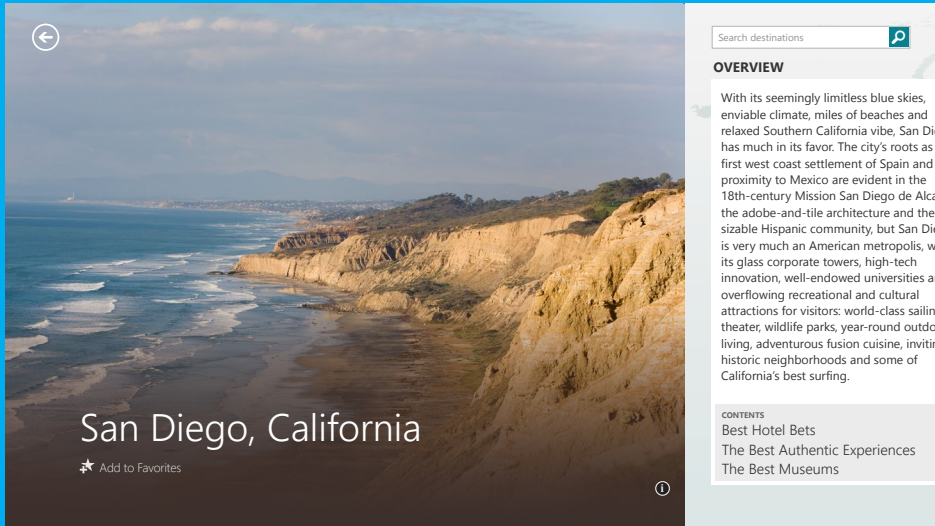 Search destinations
OVERVIEW
With its seemingly limitless blue skies,
enviable climate, miles of beaches and
relaxed Southern California vibe, San
has much in its favor. The city's roots as
first west coast settlement of Spain and
proximity to Mexico are evident in the
18th-century Mission San Diego de
the adobe-and-tile architecture and the
sizable Hispanic community, but San
is very much an American metropolis,
its glass corporate towers, high-tech
innovation, well-endowed universities
overflowing recreational and cultural
attractions for visitors: world-class
theater, wildlife parks, year-round
living, adventurous fusion cuisine,
historic neighborhoods and some of
California's best surfing.
CONTENTS
Best Hotel Bets
The Best Authentic Experiences
The Best Museums
San Diego, California
Add to Favorites